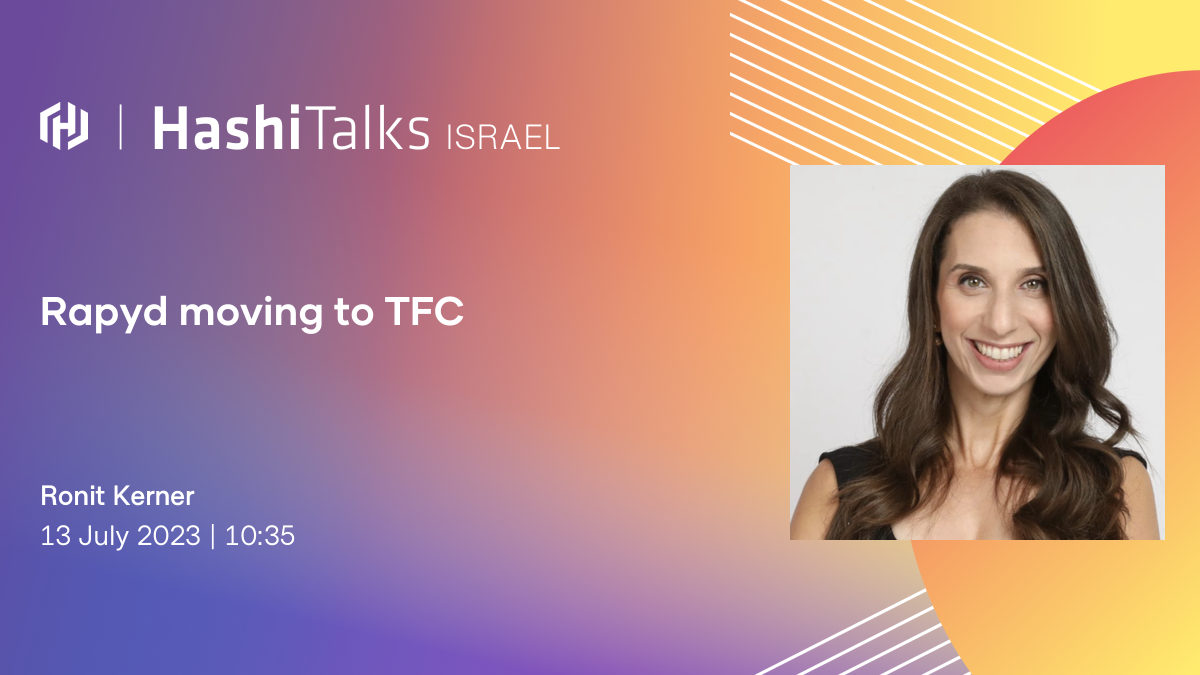 HashiTalks ISRAEL
Rapyd moving to TFC
Ronit Kerner
13 July 2023 | 10:35